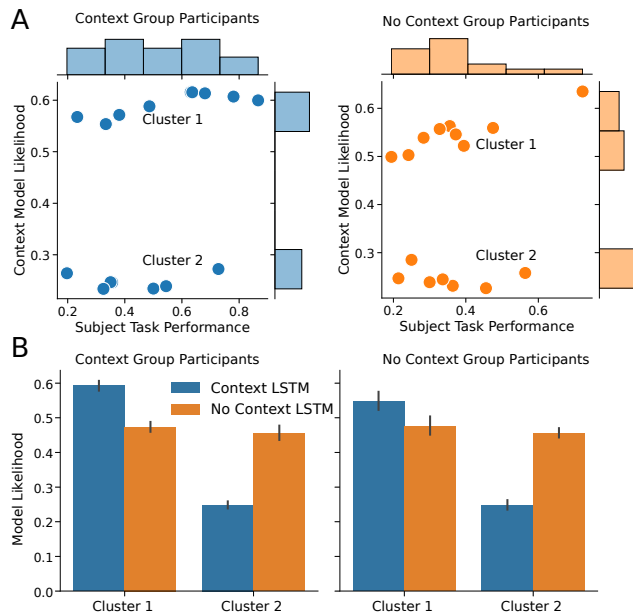 A
Context Group Participants
No Context Group Participants
Context Model Likelihood
0.6
0.5
0.4
0.3
Cluster 1
Cluster 2
0.2 0.4 0.6 0.8
Subject Task Performance
Context Model Likelihood
0.6
0.5
0.4
0.3
Cluster 1
Cluster 2
0.2 0.4 0.6
Subject Task Performance
B
Context Group Participants
No Context Group Participants
Model Likelihood
0.6
0.5
0.4
0.3
0.2
0.1
0.0
Context LSTM
No Context LSTM
Cluster 1 Cluster 2
Cluster 1 Cluster 2